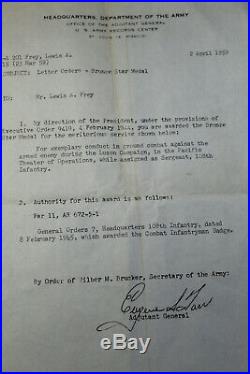 HEADQUARTERS, DEPARTMENT OF THE ARMY
OFFICE OF THE ADJUTANT GENERAL
U. S. ARMY RECORDS CENTER
201 Frey, Lewis A.
(23 Mar 59)
2 April 1959
SUBJECT: Letter Orders - Bronze Star Medal
TO: Mr. Lewis A. Frey
1. By direction of the President, under the provisions of
Executive Order 9419, 4 February 1944, you are awarded the Bronze
Star Medal for the meritorious service shown below:
For exemplary conduct in ground combat against the
armed enemy during the Luzon Campaign, in the Pacific
Theater of Operations, while assigned as Sergeant, 108th
Infantry.
2. Authority for this award is as follows:
Par 11, AR 672-5-1
General Orders 7, Headquarters 108th Infantry, dated
8 February 1945, which awarded the Combat Infantryman Badge.
By Order of Wilber M. Brucker, Secretary of the Army:
Adjutant General